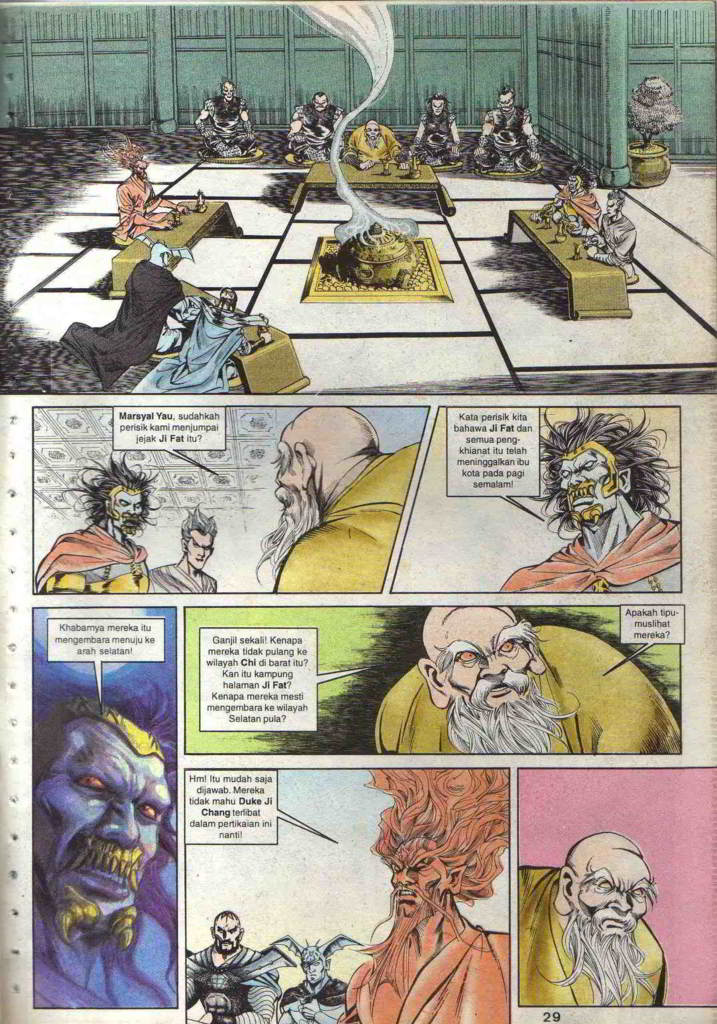 Marsyal Yau, sudahkah
perisik kami menjumpai
jejak Ji Fat itu?
Kata perisik kita
bahawa Ji Fat dan
semua peng-
khianat itu telah
meninggalkan ibu
kota pada pagi
semalam!
Khabarnya mereka itu
mengembara menuju ke
arah selatan!
Ganjil sekali! Kenapa
mereka tidak pulang ke
wilayah Chi di barat itu?
Kan itu kampung
halaman Ji Fat?
Kenapa mereka mesti
mengembara ke wilayah
Selatan pula?
Apakah tipu-
muslihat
mereka?
Hm! Itu mudah saja
dijawab. Mereka
tidak mahu Duke Ji
Chang terlibat
dalam pertikaian ini
nanti!
29